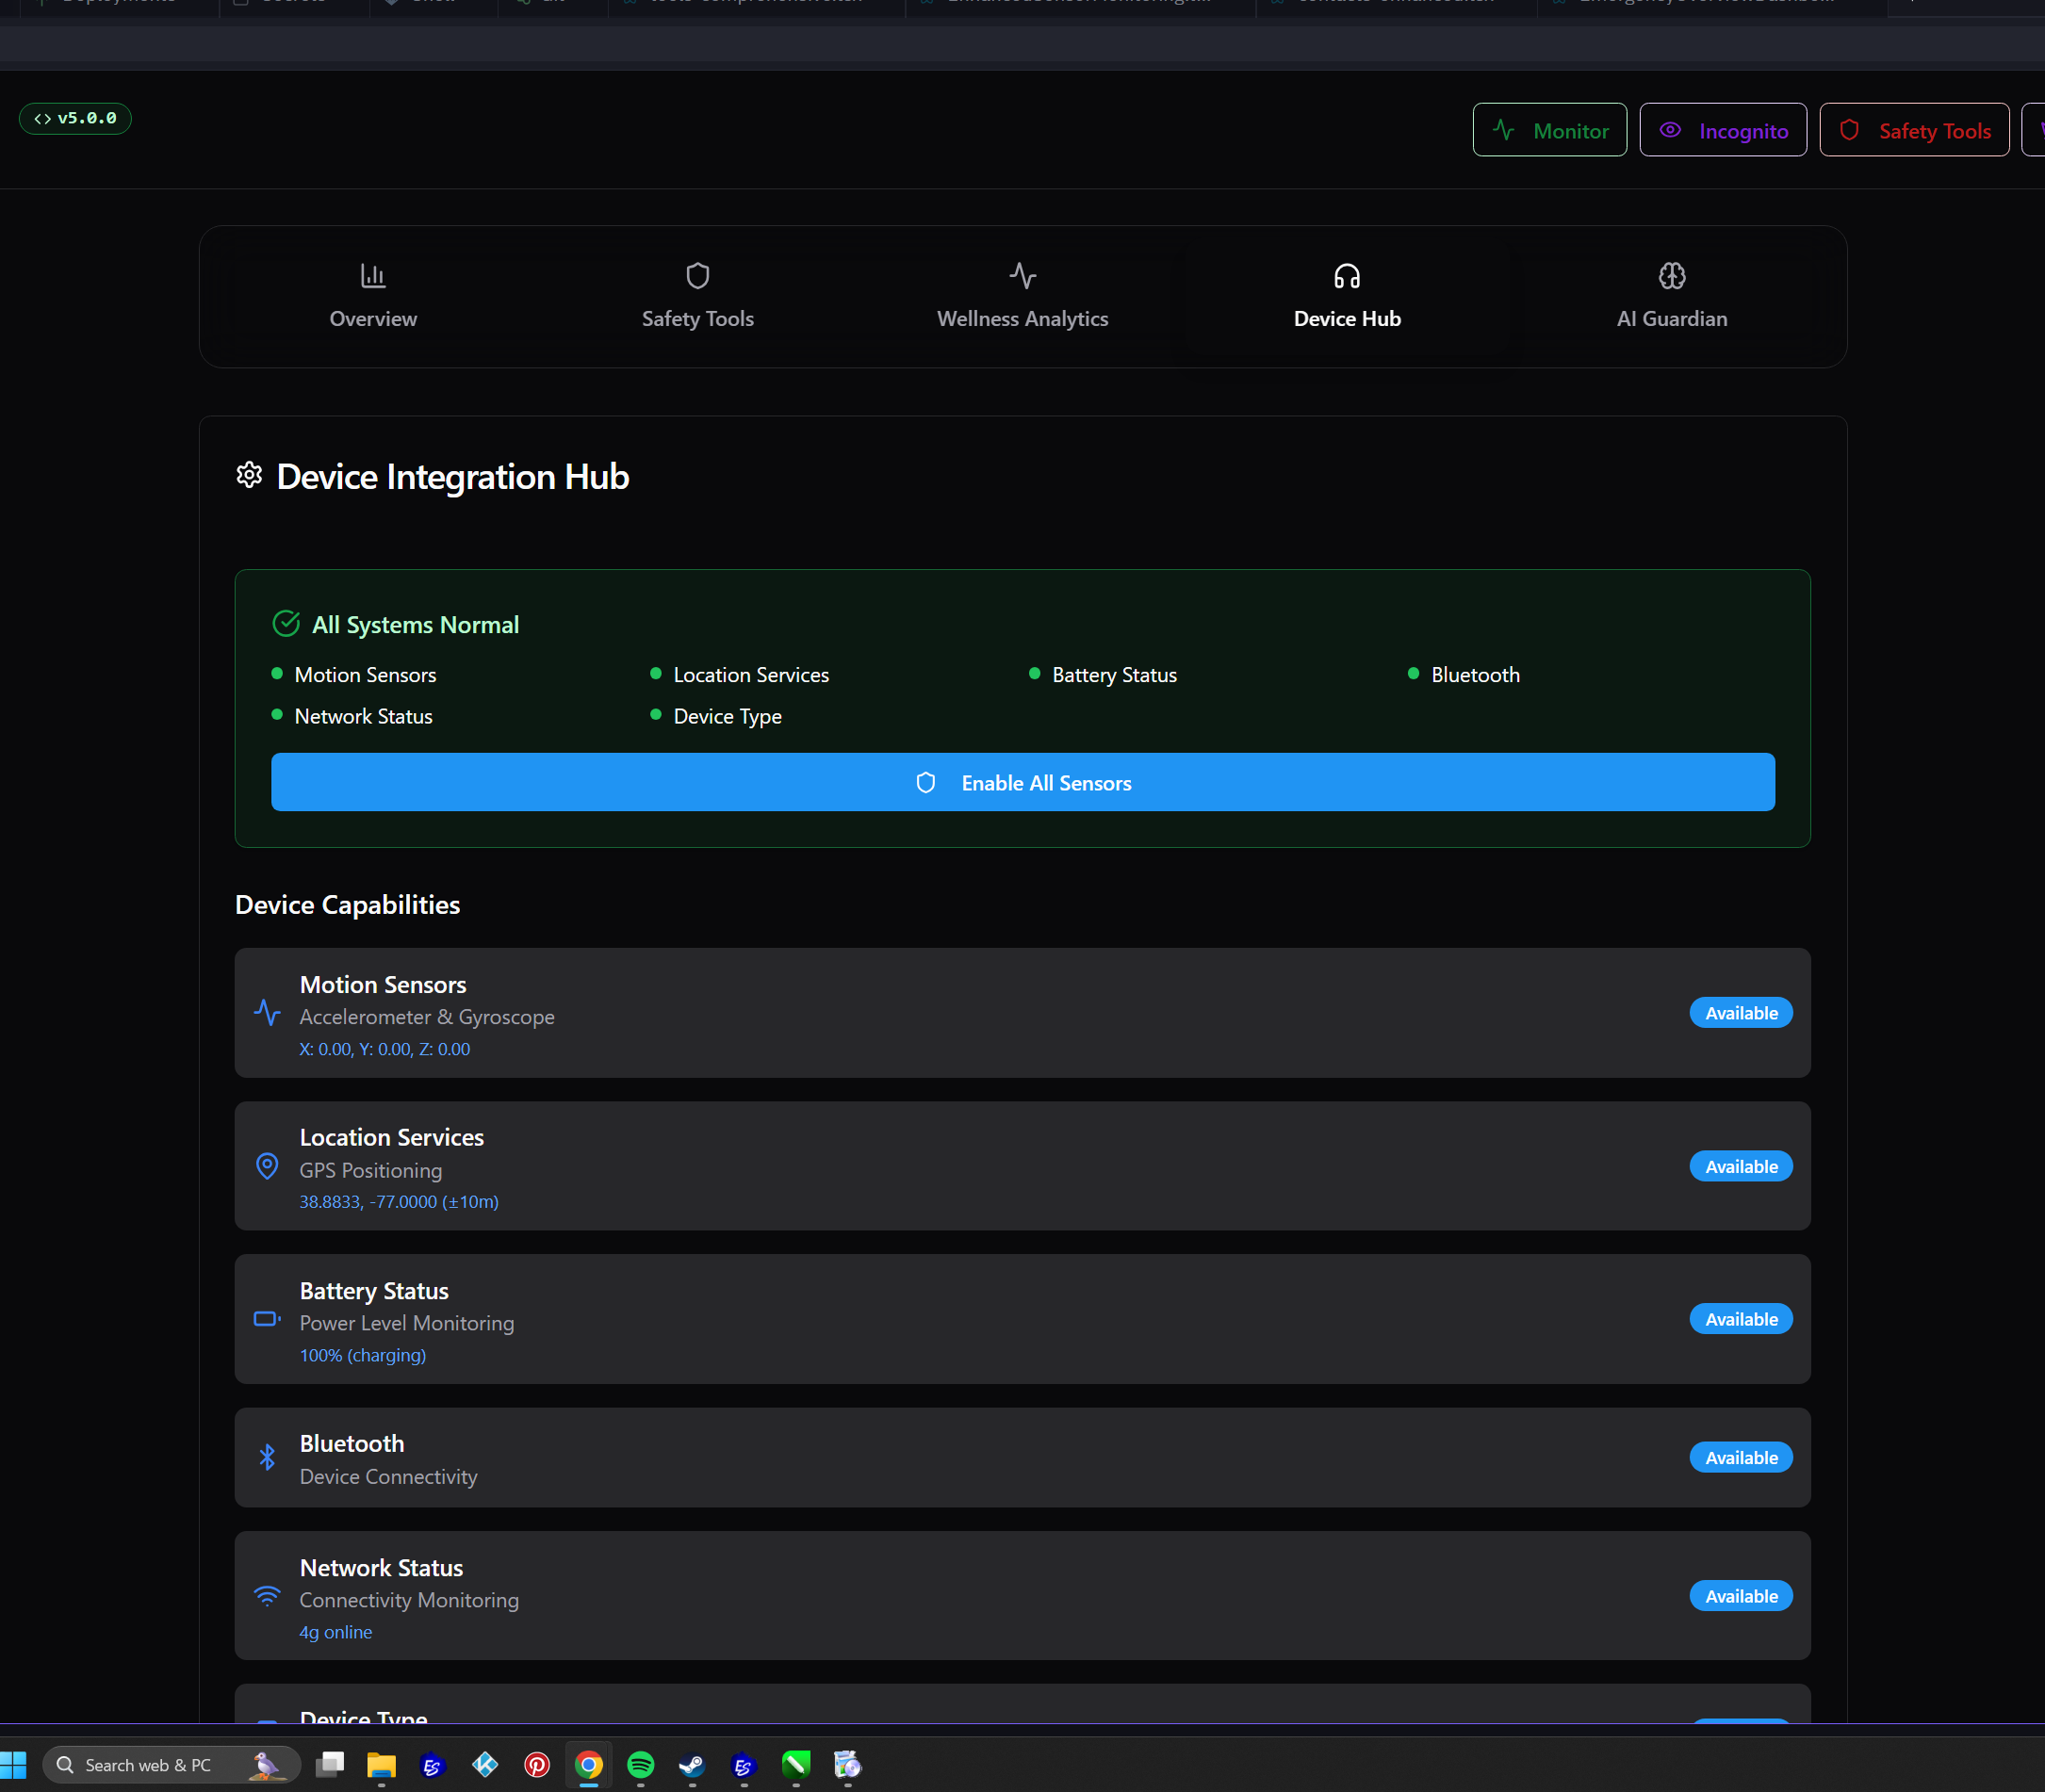 v5.0.0
Monitor
Incognito
Safety Tools
Overview
Safety Tools
Wellness Analytics
Device Hub
AI Guardian
Device Integration Hub
All Systems Normal
Motion Sensors
Location Services
Battery Status
Bluetooth
Network Status
Device Type
Enable All Sensors
Device Capabilities
Motion Sensors
Accelerometer & Gyroscope
X: 0.00, Y: 0.00, Z: 0.00
Available
Location Services
GPS Positioning
38.8833, -77.0000 (±10m)
Available
Battery Status
Power Level Monitoring
100% (charging)
Available
Bluetooth
Device Connectivity
Available
Network Status
Connectivity Monitoring
4g online
Available
Device Type
Search web & PC
ES
ES